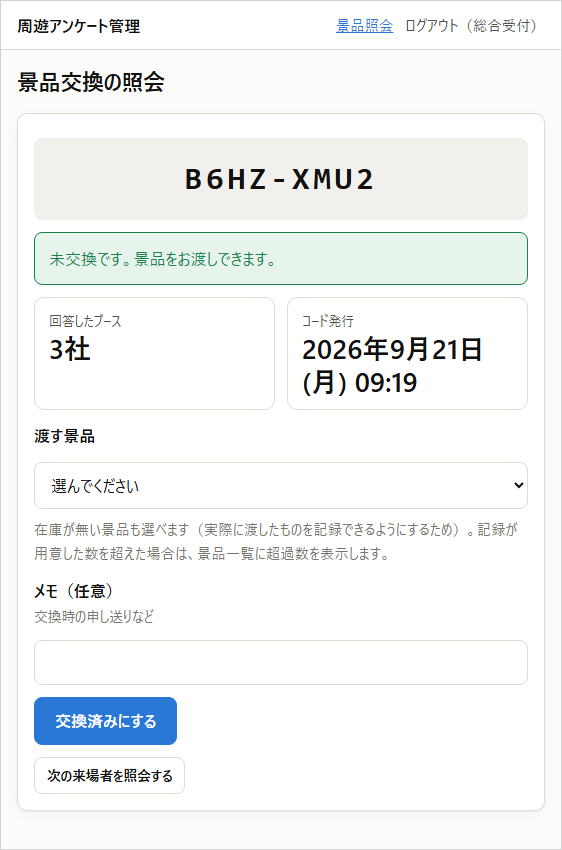 周遊アンケート管理
景品照会 ログアウト（総合受付）
景品交換の照会
B6HZ-XMU2
未交換です。景品をお渡しできます。
回答したブース
3社
コード発行
2026年9月21日
(月) 09:19
渡す景品
選んでください
在庫が無い景品も選べます（実際に渡したものを記録できるようにするため）。記録が
用意した数を超えた場合は、景品一覧に超過数を表示します。
メモ（任意）
交換時の申し送りなど
交換済みにする
次の来場者を照会する